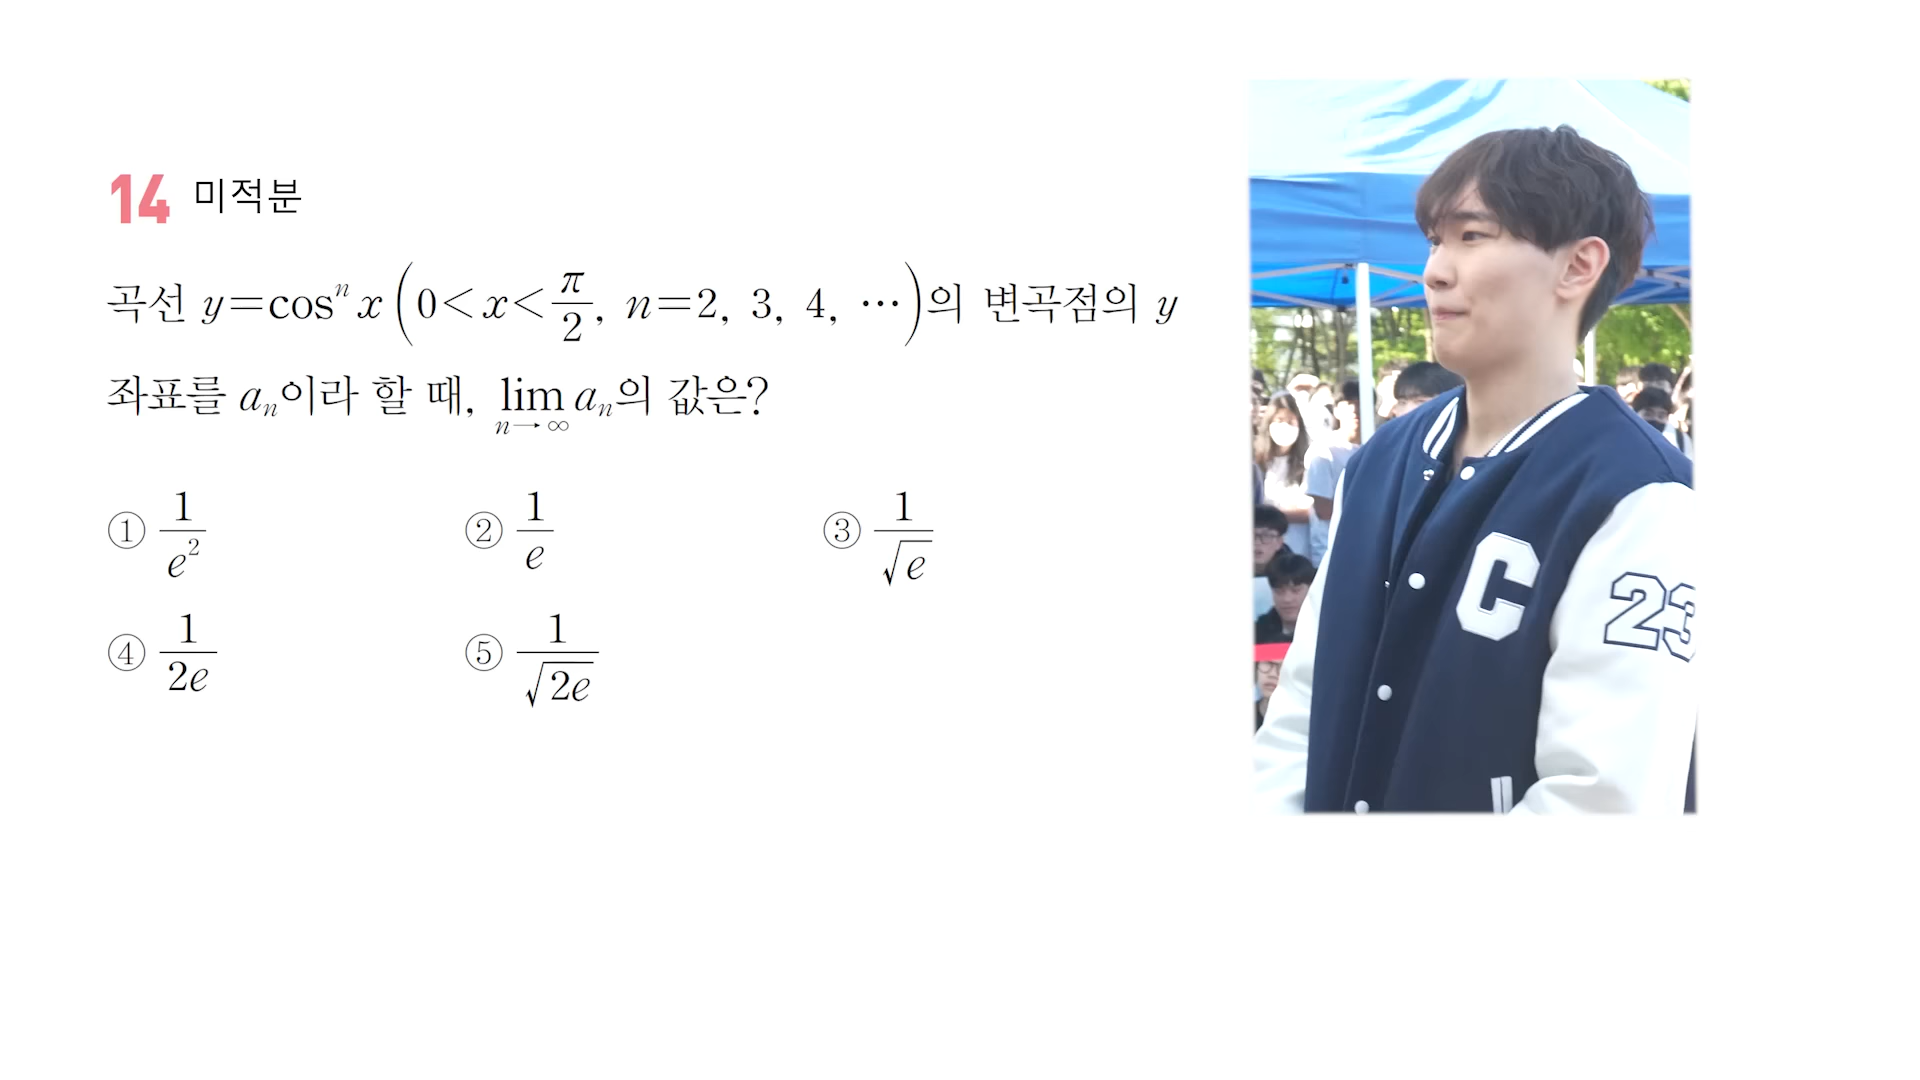 14 미적분
곡선 y=cosⁿ x (0<x<π/2, n=2, 3, 4, ⋯)의 변곡점의 y
좌표를 aₙ이라 할 때, lim_{n→∞} aₙ의 값은?
① 1/e² ② 1/e ③ 1/√e
④ 1/(2e) ⑤ 1/√(2e)
C
23